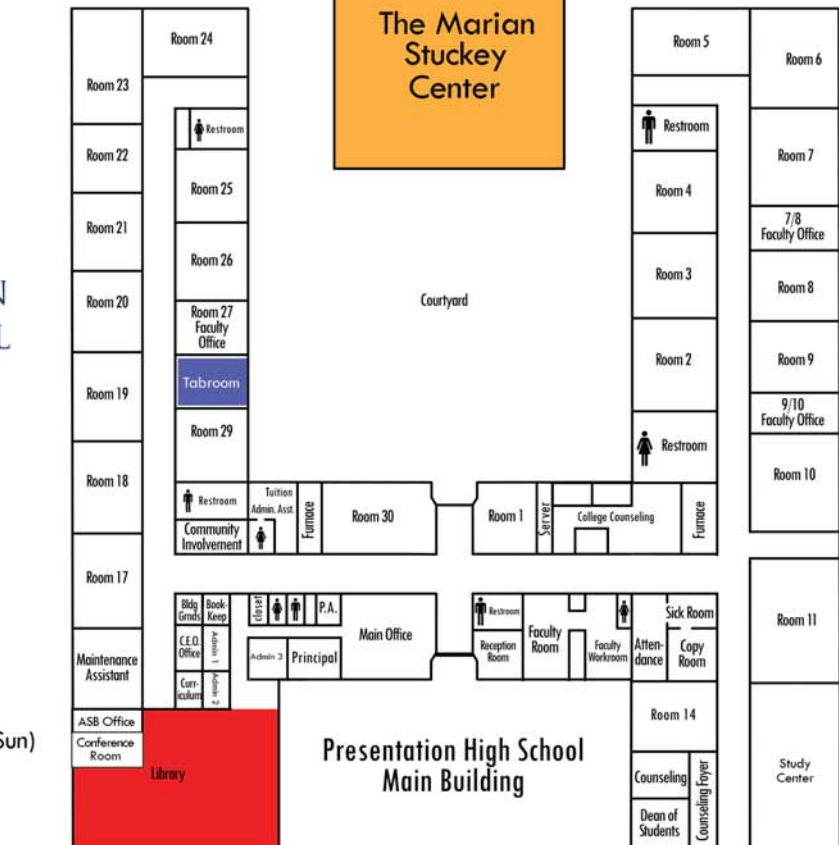 The Marian
Stuckey
Center
Room 24
Room 5
Room 6
Room 23
Restroom
Restroom
Room 22
Room 25
Room 4
Room 7
Room 21
7/8
Faculty Office
Room 26
Room 3
Room 8
N
L
Room 20
Courtyard
Room 27
Faculty
Office
Room 2
Room 9
Tabroom
Room 19
9/10
Faculty Office
Room 29
Restroom
Room 10
Room 18
Restroom
Tuition
Admin. Asst.
Furnace
Room 30
Room 1
Server
College Counseling
Furnace
Community
Involvement
Room 17
Bldg
Grnds
Book-
Keep
closet
P.A.
Main Office
Restroom
Faculty
Room
Sick Room
Room 11
C.E.O.
Office
Admin 1
Reception
Room
Faculty
Workroom
Atten-
dance
Copy
Room
Maintenance
Assistant
Admin 3
Principal
Curr-
iculum
Admin 2
ASB Office
Room 14
Sun)
Conference
Room
Library
Presentation High School
Main Building
Counseling
Counseling Foyer
Study
Center
Dean of
Students